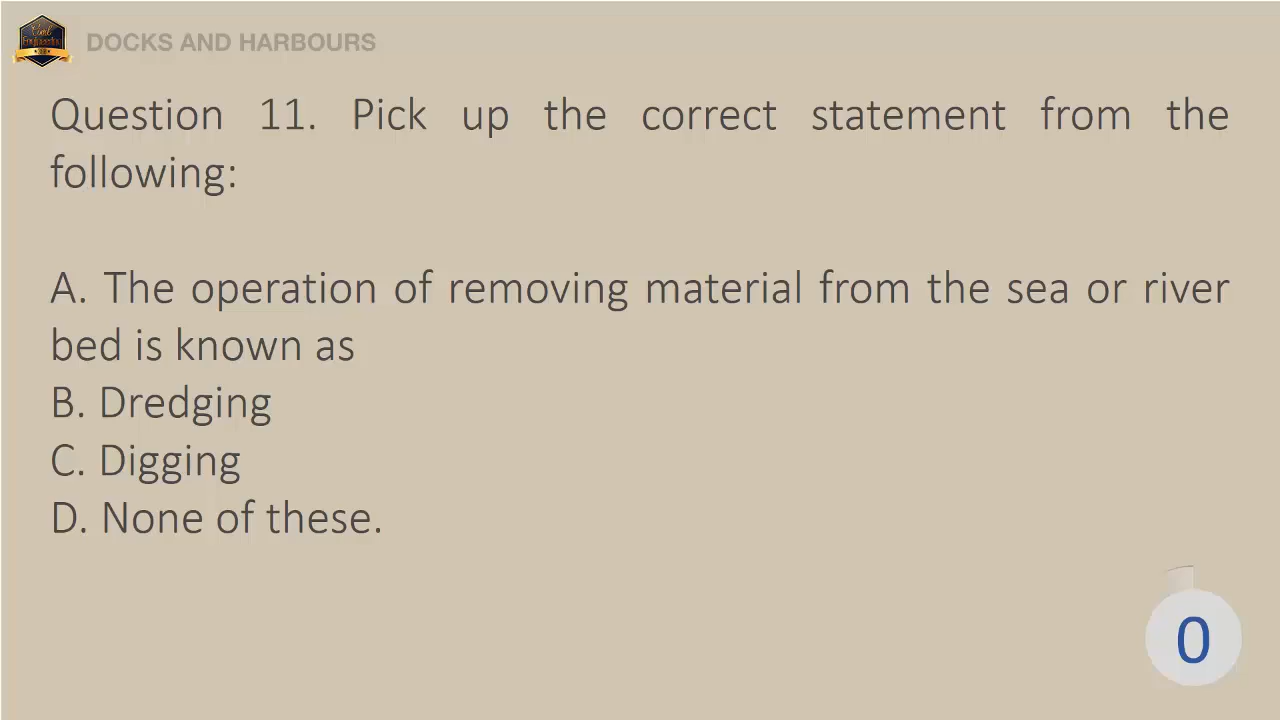 DOCKS AND HARBOURS
Question 11. Pick up the correct statement from the
following:
A. The operation of removing material from the sea or river
bed is known as
B. Dredging
C. Digging
D. None of these.
0